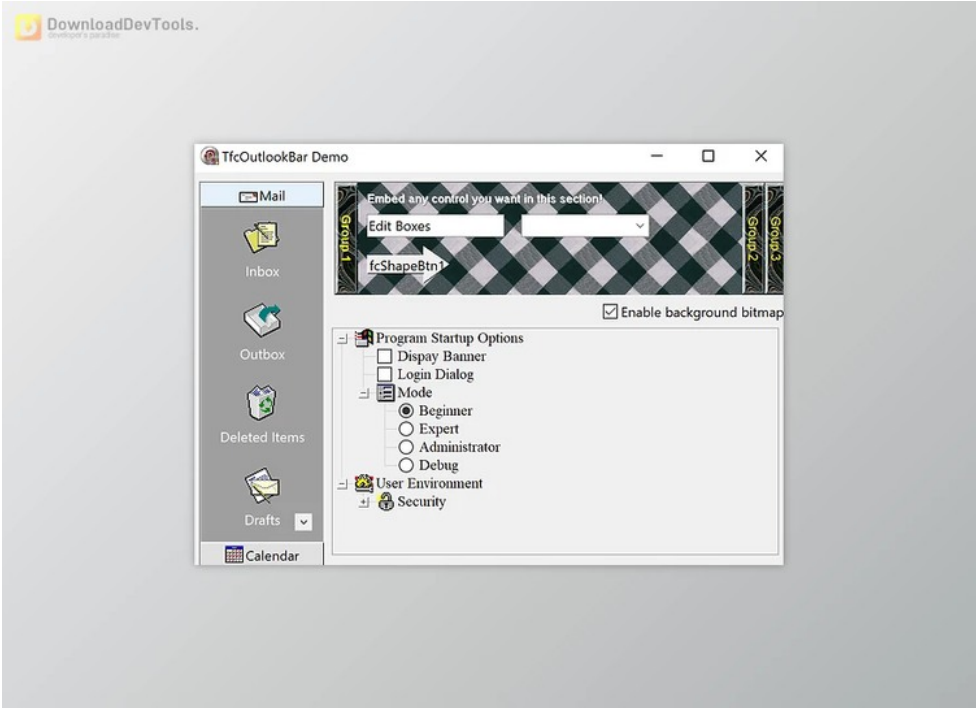 DownloadDevTools.
developer's paradise
TfcOutlookBar Demo
Mail
Inbox
Outbox
Deleted Items
Drafts
Calendar
Group 1
Embed any control you want in this section!
Edit Boxes
fcShapeBtn1
Group 2
Group 3
Enable background bitmap
Program Startup Options
Dispay Banner
Login Dialog
Mode
Beginner
Expert
Administrator
Debug
User Environment
Security